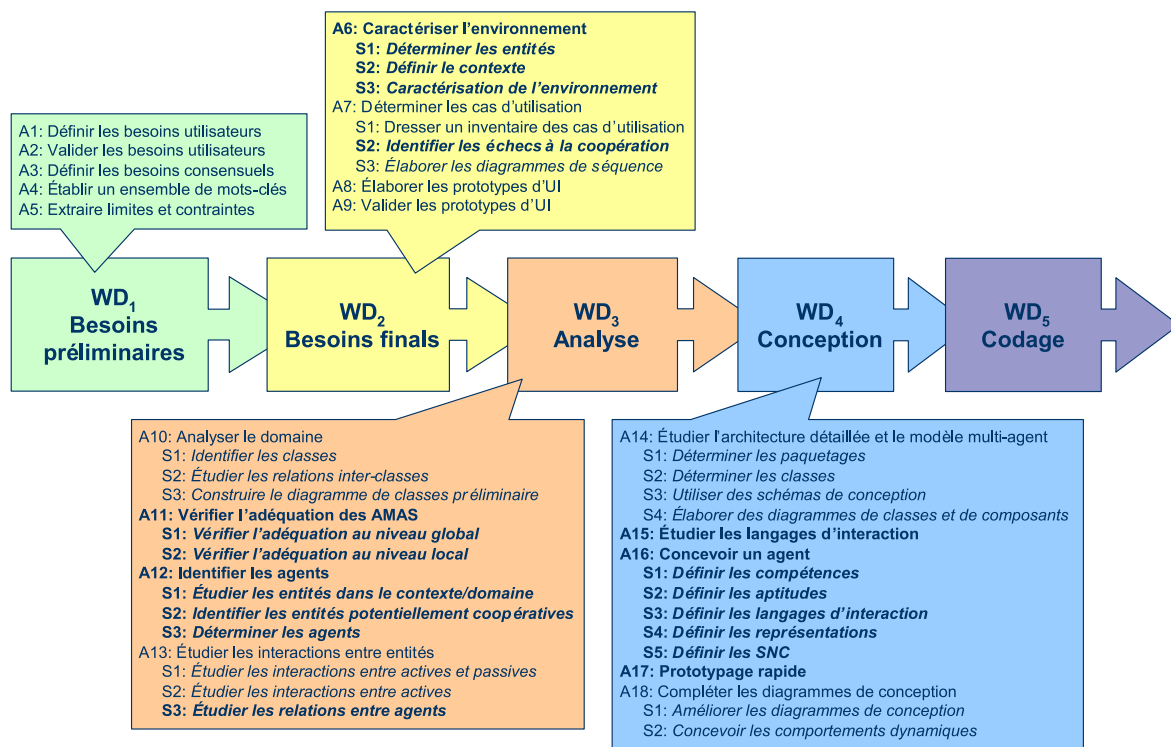 A6: Caractériser l'environnement
S1: Déterminer les entités
S2: Définir le contexte
S3: Caractérisation de l'environnement
A7: Déterminer les cas d'utilisation
S1: Dresser un inventaire des cas d'utilisation
S2: Identifier les échecs à la coopération
S3: Élaborer les diagrammes de séquence
A8: Élaborer les prototypes d'UI
A9: Valider les prototypes d'UI
A1: Définir les besoins utilisateurs
A2: Valider les besoins utilisateurs
A3: Définir les besoins consensuels
A4: Établir un ensemble de mots-clés
A5: Extraire limites et contraintes
WD1
Besoins
préliminaires
WD2
Besoins finals
WD3
Analyse
WD4
Conception
WD5
Codage
A10: Analyser le domaine
S1: Identifier les classes
S2: Étudier les relations inter-classes
S3: Construire le diagramme de classes préliminaire
A11: Vérifier l'adéquation des AMAS
S1: Vérifier l'adéquation au niveau global
S2: Vérifier l'adéquation au niveau local
A12: Identifier les agents
S1: Étudier les entités dans le contexte/domaine
S2: Identifier les entités potentiellement coopératives
S3: Déterminer les agents
A13: Étudier les interactions entre entités
S1: Étudier les interactions entre actives et passives
S2: Étudier les interactions entre actives
S3: Étudier les relations entre agents
A14: Étudier l'architecture détaillée et le modèle multi-agent
S1: Déterminer les paquetages
S2: Déterminer les classes
S3: Utiliser des schémas de conception
S4: Élaborer des diagrammes de classes et de composants
A15: Étudier les langages d'interaction
A16: Concevoir un agent
S1: Définir les compétences
S2: Définir les aptitudes
S3: Définir les langages d'interaction
S4: Définir les représentations
S5: Définir les SNC
A17: Prototypage rapide
A18: Compléter les diagrammes de conception
S1: Améliorer les diagrammes de conception
S2: Concevoir les comportements dynamiques